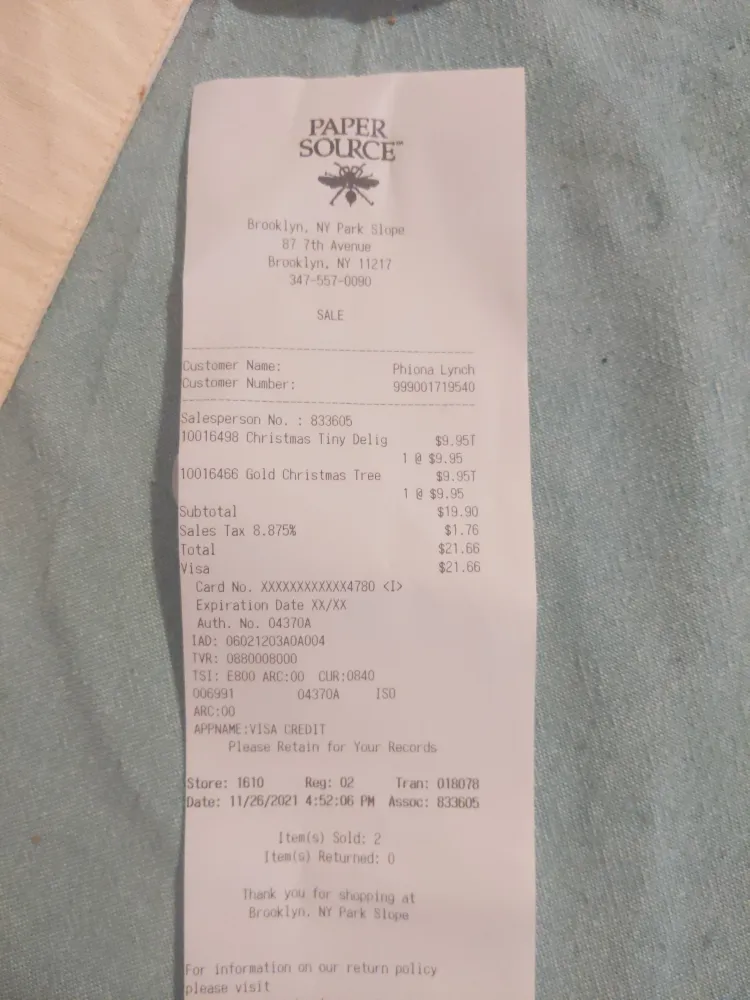 PAPER
SOURCE™
Brooklyn, NY Park Slope
87 7th Avenue
Brooklyn, NY 11217
347-557-0090
SALE
Customer Name: Phiona Lynch
Customer Number: 999001719540
Salesperson No. : 833605
10016498 Christmas Tiny Delig $9.95T
1 @ $9.95
10016466 Gold Christmas Tree $9.95T
1 @ $9.95
Subtotal $19.90
Sales Tax 8.875% $1.76
Total $21.66
Visa $21.66
Card No. XXXXXXXXXXXX4780 <I>
Expiration Date XX/XX
Auth. No. 04370A
IAD: 06021203A0A004
TVR: 0880008000
TSI: E800 ARC:00 CUR:0840
006991 04370A ISO
ARC:00
APPNAME:VISA CREDIT
Please Retain for Your Records
Store: 1610 Reg: 02 Tran: 018078
Date: 11/26/2021 4:52:06 PM Assoc: 833605
Item(s) Sold: 2
Item(s) Returned: 0
Thank you for shopping at
Brooklyn, NY Park Slope
For information on our return policy
please visit